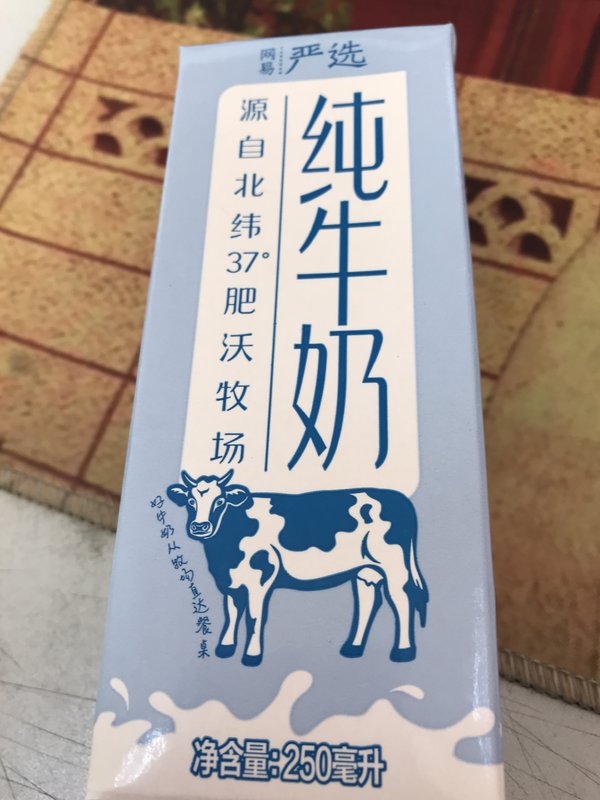 网易 严选
纯牛奶
源自北纬37°肥沃牧场
好牛奶从牧场直达餐桌
净含量:250毫升